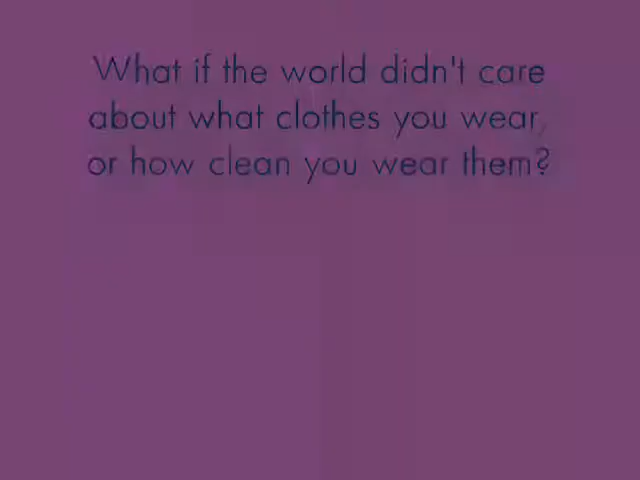 What if the world didn't care
about what clothes you wear,
or how clean you wear them?